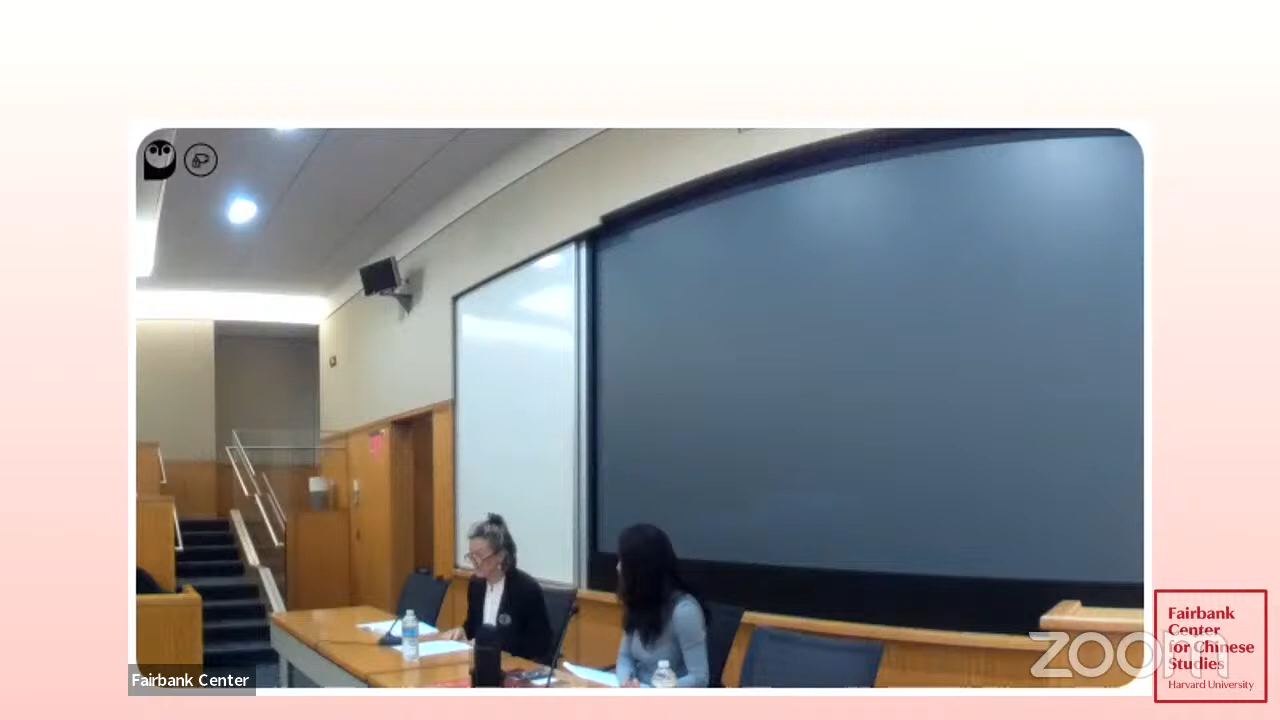 Fairbank Center
zoom
Fairbank
Center
for Chinese
Studies
Harvard University